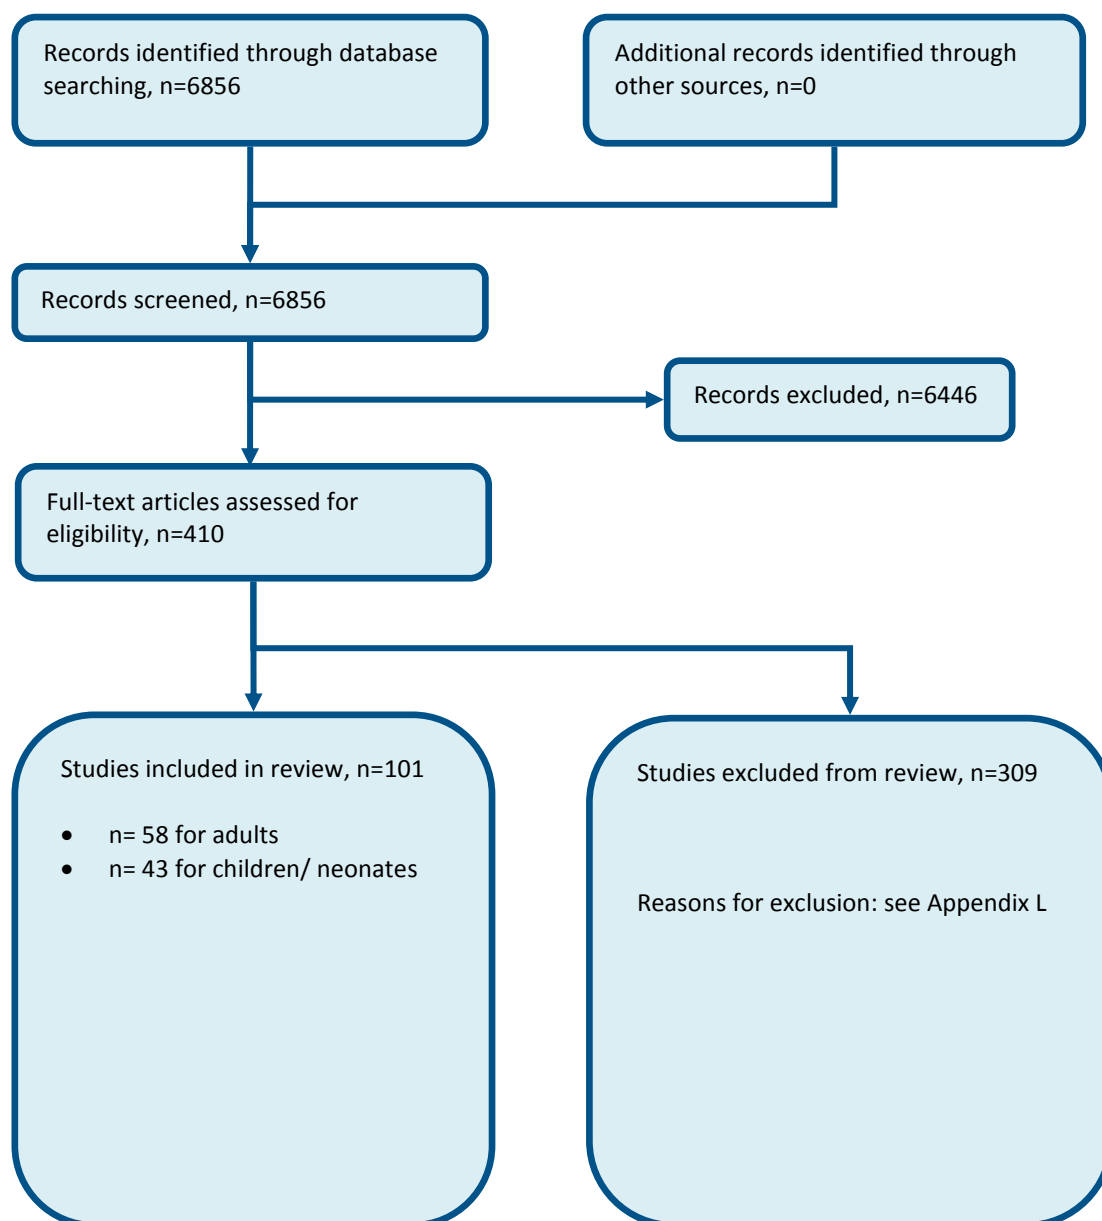 Records identified through database
searching, n=6856
Additional records identified through
other sources, n=0
Records screened, n=6856
Records excluded, n=6446
Full-text articles assessed for
eligibility, n=410
Studies included in review, n=101
• n= 58 for adults
• n= 43 for children/ neonates
Studies excluded from review, n=309
Reasons for exclusion: see Appendix L